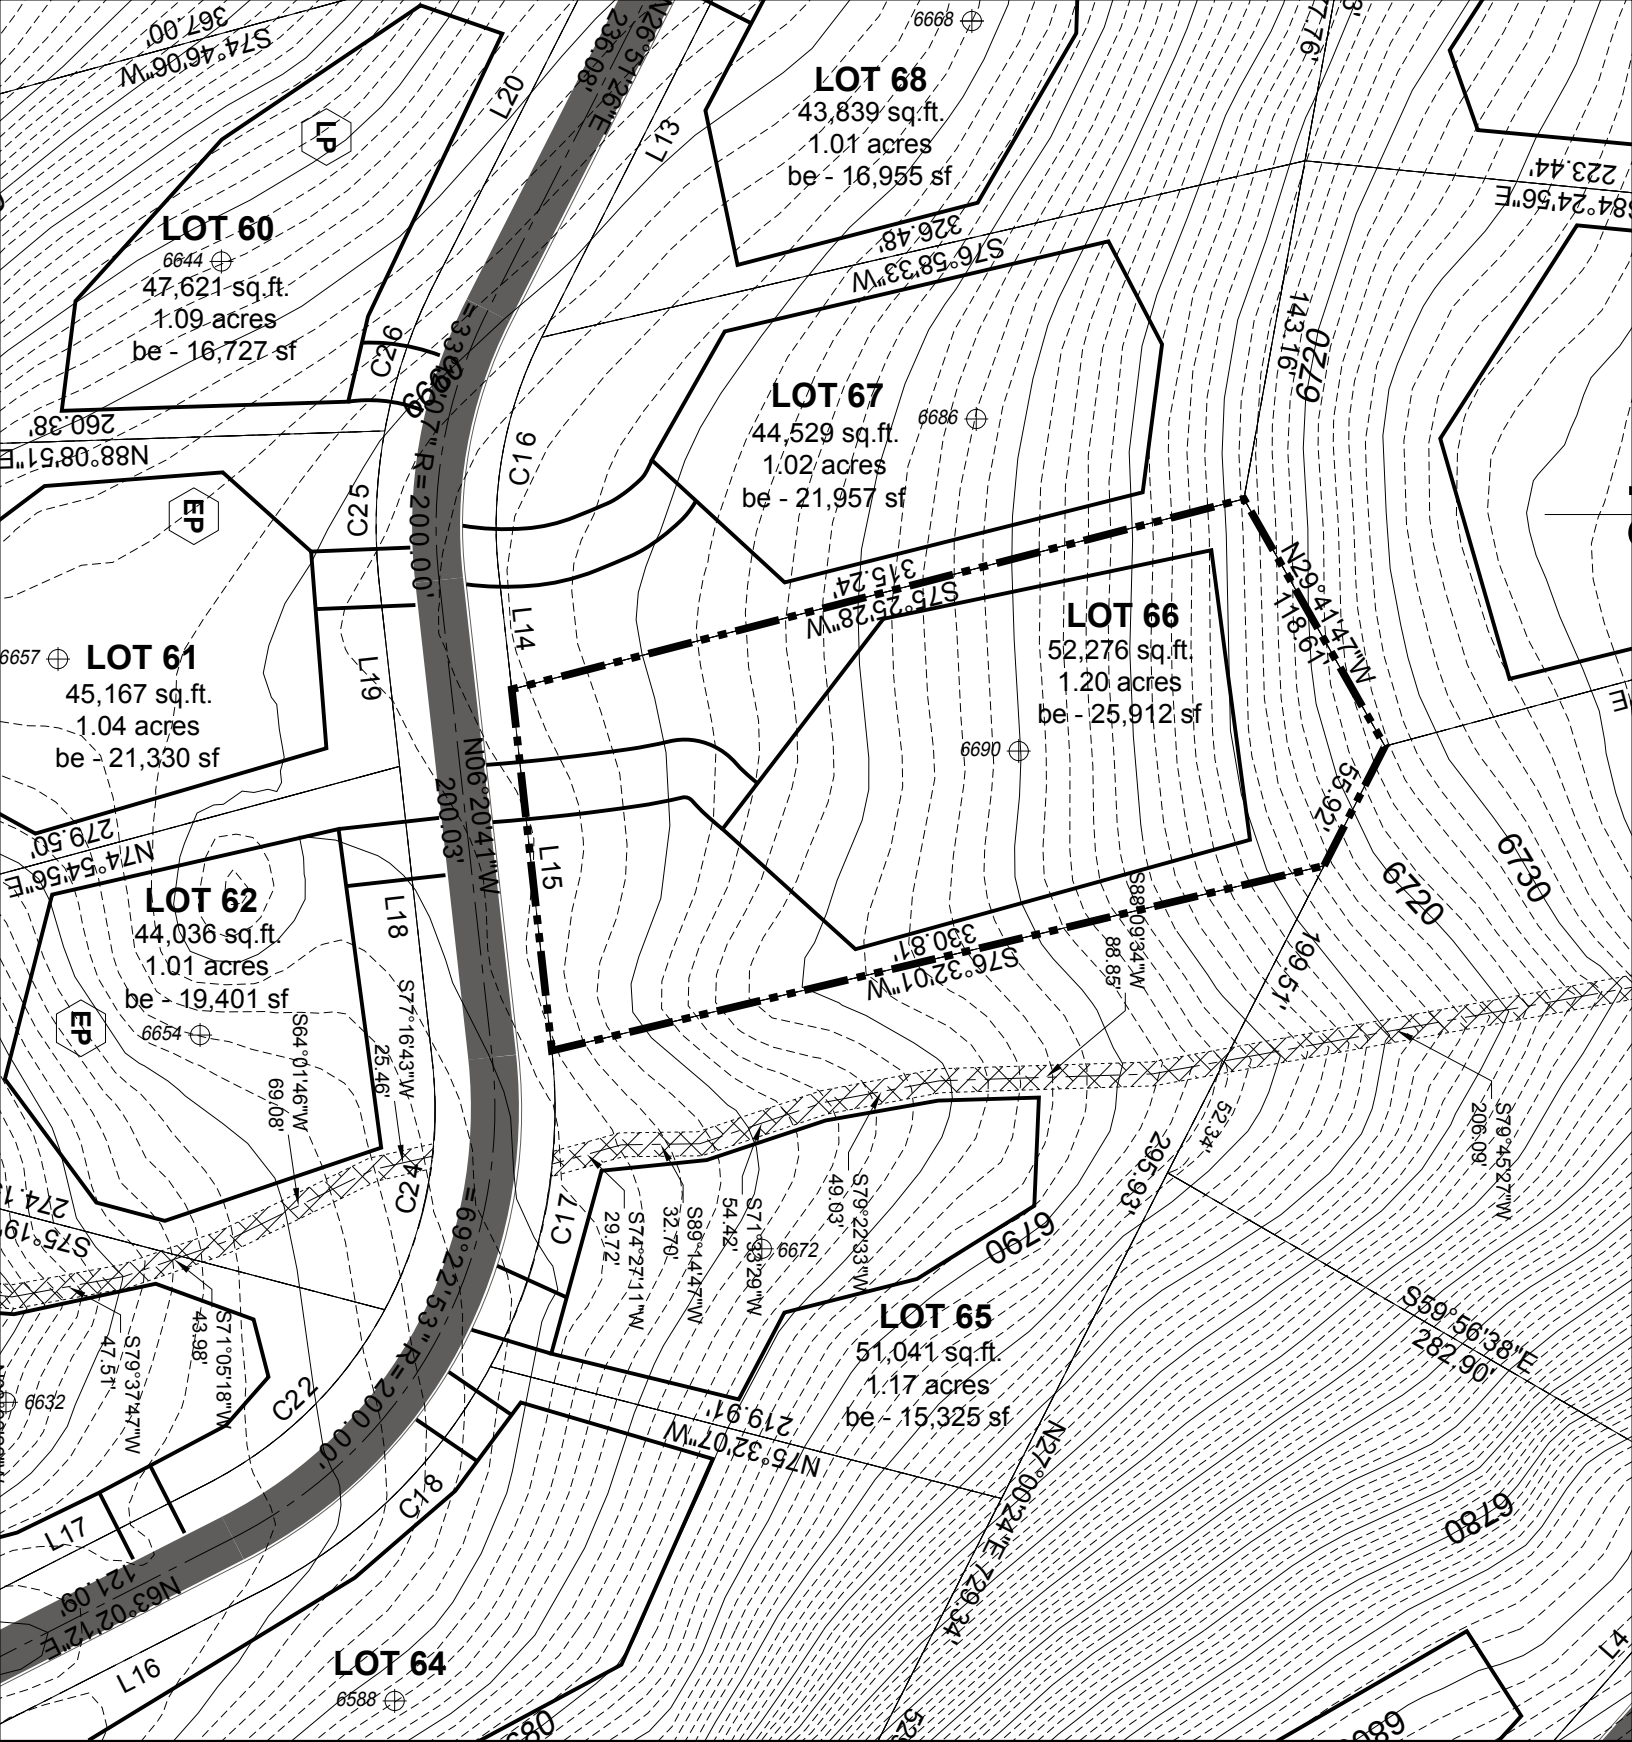 367.00'
S74°46'06"W
L20
236.08'
N26°51'26"E
L13
6668
LOT 68
43,839 sq.ft.
1.01 acres
be - 16,955 sf
7.76'
223.44'
S84°24'56"E
LP
LOT 60
6644
47,621 sq.ft.
1.09 acres
be - 16,727 sf
C26
326.48'
S76°58'33"W
143.16'
6720
260.38'
N88°08'51"E
EP
C25
R=200.00'
C16
LOT 67
44,529 sq.ft.
6686
1.02 acres
be - 21,957 sf
L14
315.24'
S75°25'28"W
N29°41'47"W
118.61'
LOT 66
52,276 sq.ft.
1.20 acres
be - 25,912 sf
6690
55.92'
6657
LOT 61
45,167 sq.ft.
1.04 acres
be - 21,330 sf
L19
N06°20'41"W
200.03'
L15
279.50'
N74°54'56"E
E
6720
6730
LOT 62
44,036 sq.ft.
1.01 acres
be - 19,401 sf
6654
EP
L18
S77°16'43"W
25.46'
S64°01'46"W
69.08'
330.81'
S76°32'01"W
S88°09'34"W
88.85'
199.51'
C24
C17
S74°27'11"W
29.72'
S89°14'47"W
32.70'
S71°33'29"W
54.42'
6672
S79°22'33"W
49.03'
6790
295.93'
52.34'
S79°45'27"W
206.09'
S59°56'38"E
282.90'
S71°05'18"W
43.98'
S79°37'47"W
47.51'
6632
C22
69°22'53" R=200.00'
LOT 65
51,041 sq.ft.
1.17 acres
be - 15,325 sf
219.91'
N75°32'07"W
N27°00'24"E 729.34'
6780
C18
L17
121.09'
N63°02'12"E
L16
LOT 64
6588
L4